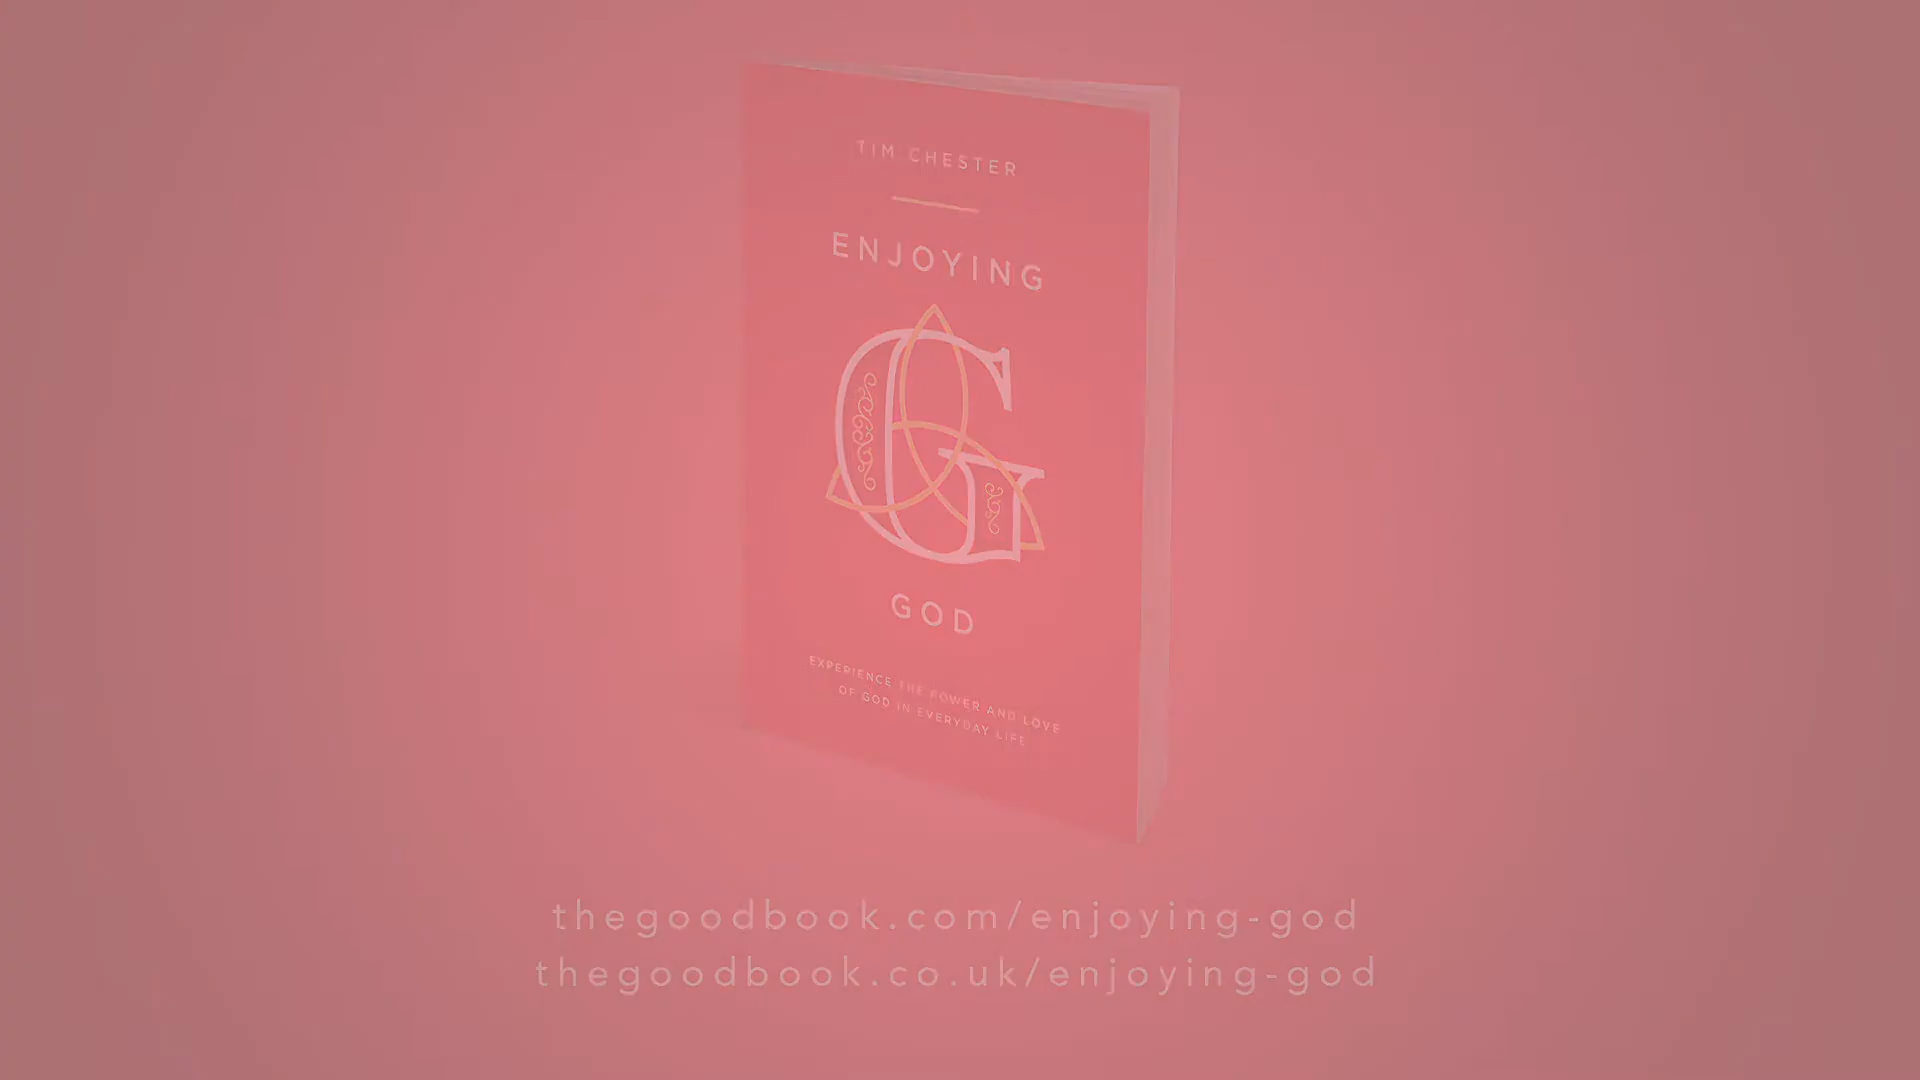 TIM CHESTER
ENJOYING
G
GOD
EXPERIENCE THE POWER AND LOVE
OF GOD IN EVERYDAY LIFE
thegoodbook.com/enjoying-god
thegoodbook.co.uk/enjoying-god